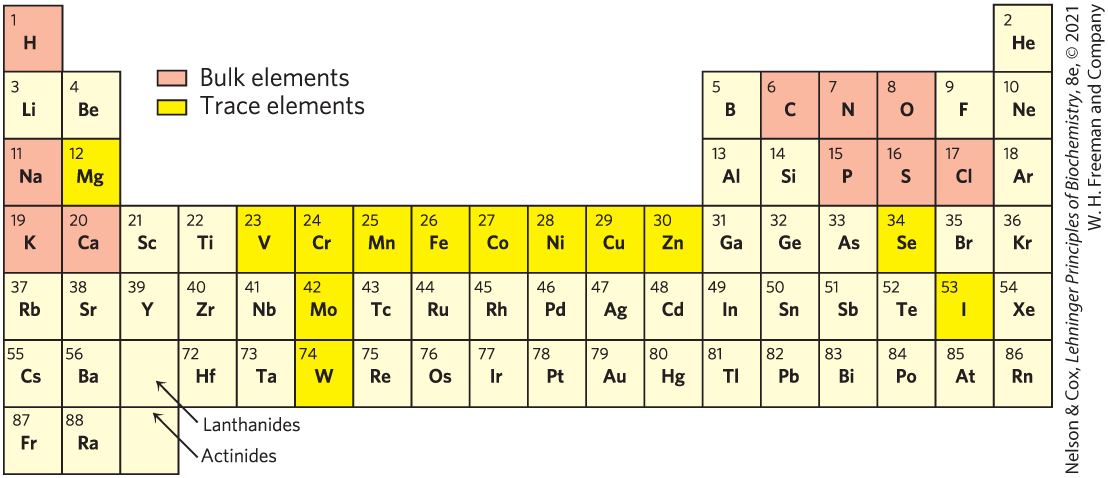 1 2
H He
Bulk elements
Trace elements
3 4 5 6 7 8 9 10
Li Be B C N O F Ne
11 12 13 14 15 16 17 18
Na Mg Al Si P S Cl Ar
19 20 21 22 23 24 25 26 27 28 29 30 31 32 33 34 35 36
K Ca Sc Ti V Cr Mn Fe Co Ni Cu Zn Ga Ge As Se Br Kr
37 38 39 40 41 42 43 44 45 46 47 48 49 50 51 52 53 54
Rb Sr Y Zr Nb Mo Tc Ru Rh Pd Ag Cd In Sn Sb Te I Xe
55 56 72 73 74 75 76 77 78 79 80 81 82 83 84 85 86
Cs Ba Hf Ta W Re Os Ir Pt Au Hg Tl Pb Bi Po At Rn
87 88
Fr Ra
Lanthanides
Actinides
Nelson & Cox, Lehninger Principles of Biochemistry, 8e, © 2021
W. H. Freeman and Company